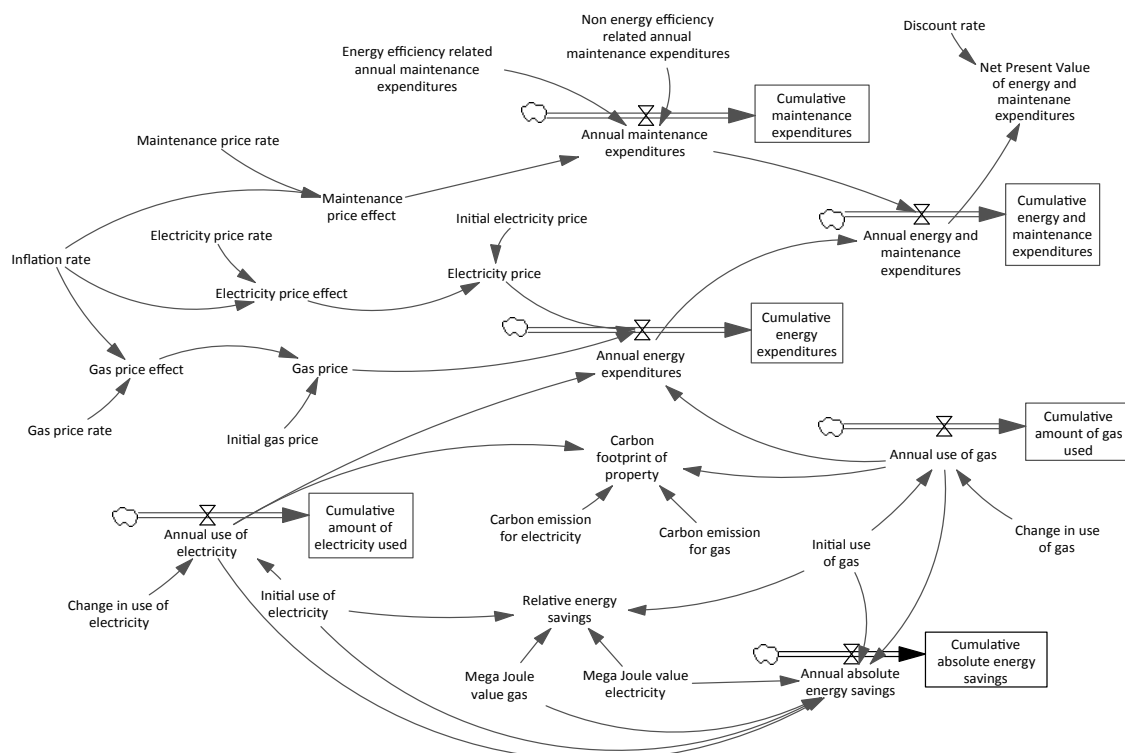 Non energy efficiency
related annual
maintenance expenditures
Discount rate
Energy efficiency related
annual maintenance
expenditures
Net Present Value
of energy and
maintenane
expenditures
Cumulative
maintenance
expenditures
Annual maintenance
expenditures
Maintenance price rate
Maintenance
price effect
Cumulative
energy and
maintenance
expenditures
Initial electricity price
Electricity price rate
Annual energy and
maintenance
expenditures
Inflation rate
Electricity price
Electricity price effect
Cumulative
energy
expenditures
Annual energy
expenditures
Gas price effect
Gas price
Gas price rate
Initial gas price
Cumulative
amount of gas
used
Carbon
footprint of
property
Annual use of gas
Cumulative
amount of
electricity used
Annual use of
electricity
Carbon emission
for electricity
Carbon emission
for gas
Initial use
of gas
Change in use
of gas
Change in use of
electricity
Initial use of
electricity
Relative energy
savings
Cumulative
absolute energy
savings
Mega Joule
value gas
Mega Joule value
electricity
Annual absolute
energy savings